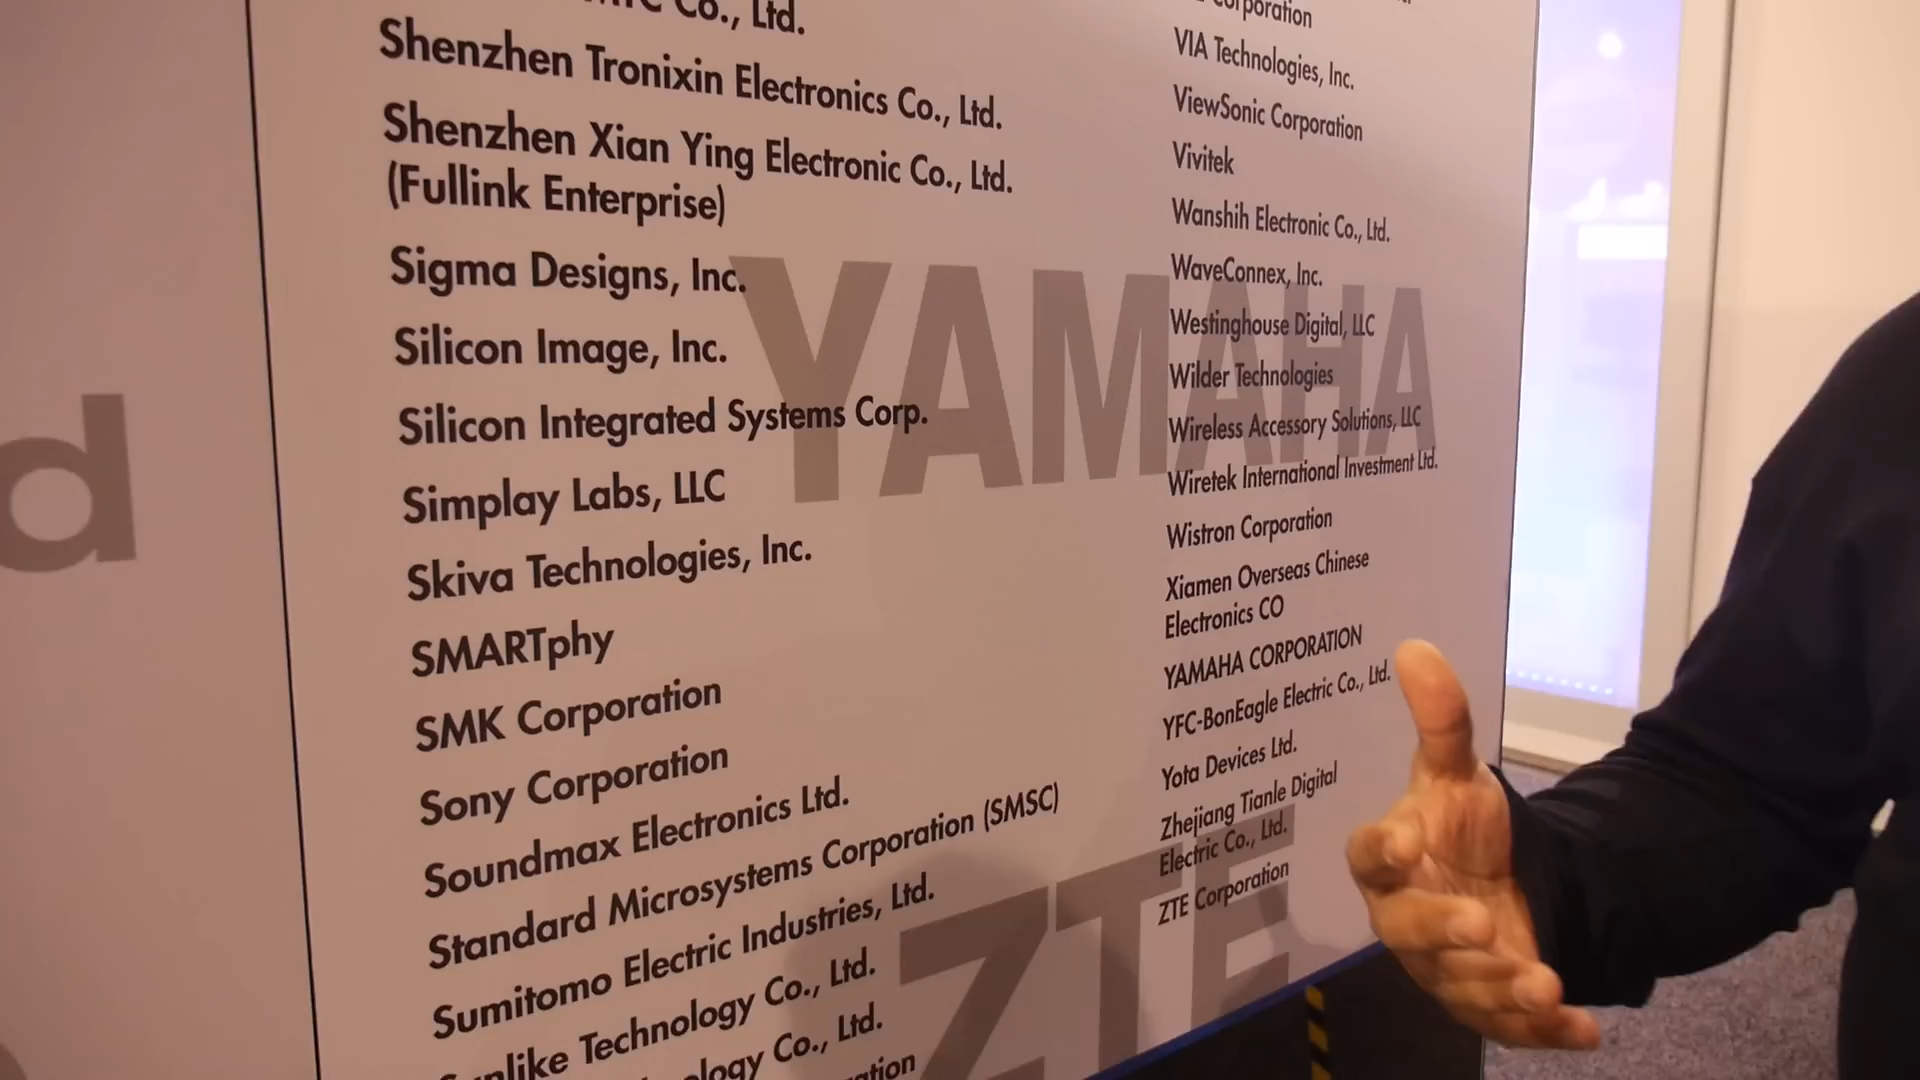 Co., Ltd.
Shenzhen Tronixin Electronics Co., Ltd.
Shenzhen Xian Ying Electronic Co., Ltd.
(Fullink Enterprise)
Sigma Designs, Inc.
Silicon Image, Inc.
Silicon Integrated Systems Corp.
Simplay Labs, LLC
Skiva Technologies, Inc.
SMARTphy
SMK Corporation
Sony Corporation
Soundmax Electronics Ltd.
Standard Microsystems Corporation (SMSC)
Sumitomo Electric Industries, Ltd.
Technology Co., Ltd.
Co., Ltd.
Corporation
VIA Technologies, Inc.
ViewSonic Corporation
Vivitek
Wanshih Electronic Co., Ltd.
WaveConnex, Inc.
Westinghouse Digital, LLC
Wilder Technologies
Wireless Accessory Solutions, LLC
Wiretek International Investment Ltd.
Wistron Corporation
Xiamen Overseas Chinese
Electronics CO
YAMAHA CORPORATION
YFC-BonEagle Electric Co., Ltd.
Yota Devices Ltd.
Zhejiang Tianle Digital
Electric Co., Ltd.
ZTE Corporation
YAMAHA
ZTE
d